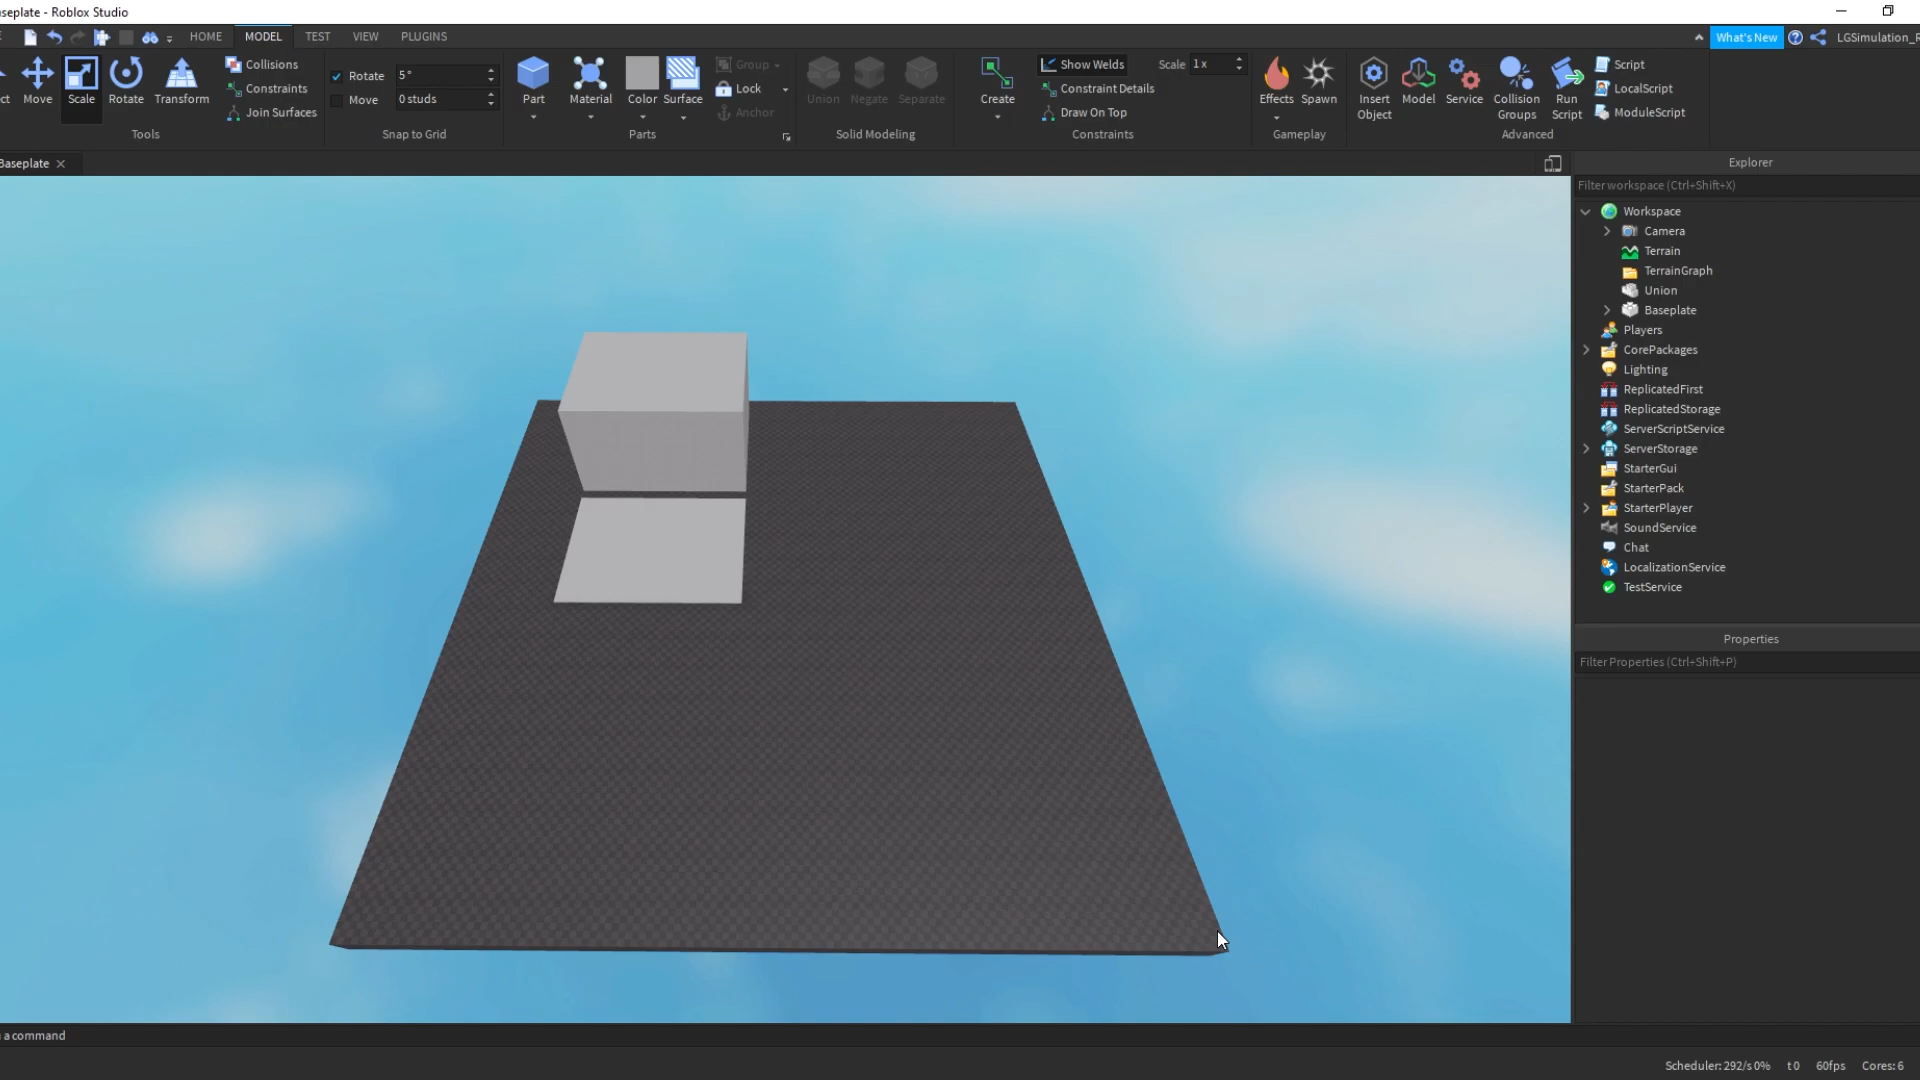 seplate - Roblox Studio
HOME MODEL TEST VIEW PLUGINS
What's New LGSimulation_R
ct Move Scale Rotate Transform
Collisions
Constraints
Join Surfaces
Tools
Rotate 5°
Move 0 studs
Snap to Grid
Part Material Color Surface
Group
Lock
Anchor
Parts
Union Negate Separate
Solid Modeling
Create
Show Welds
Constraint Details
Draw On Top
Scale 1 x
Constraints
Effects Spawn
Gameplay
Insert Object
Model
Service
Collision Groups
Run Script
Script
LocalScript
ModuleScript
Advanced
Baseplate
Explorer
Filter workspace (Ctrl+Shift+X)
Workspace
Camera
Terrain
TerrainGraph
Union
Baseplate
Players
CorePackages
Lighting
ReplicatedFirst
ReplicatedStorage
ServerScriptService
ServerStorage
StarterGui
StarterPack
StarterPlayer
SoundService
Chat
LocalizationService
TestService
Properties
Filter Properties (Ctrl+Shift+P)
a command
Scheduler: 292/s 0% t 0 60fps Cores: 6